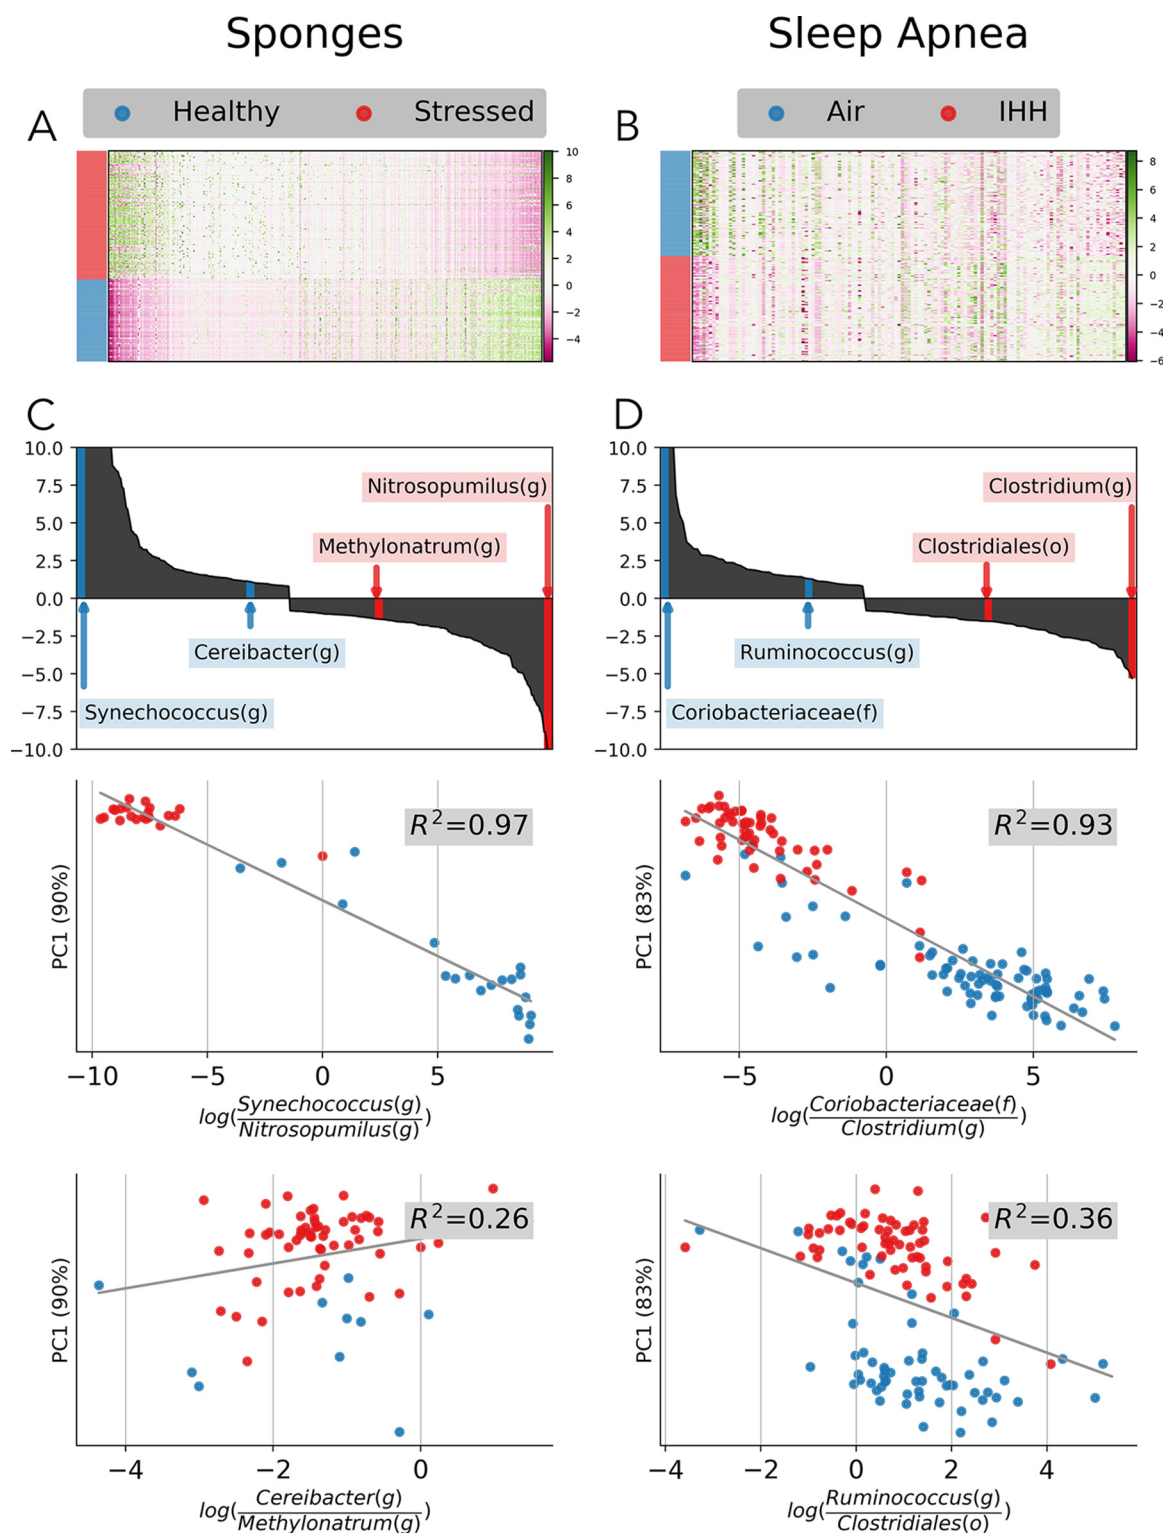 Sponges
Sleep Apnea
Healthy Stressed
Air IHH
A
B
10
8
6
4
2
0
−2
−4
8
6
4
2
0
−2
−4
−6
C
D
10.0
7.5
5.0
2.5
0.0
−2.5
−5.0
−7.5
−10.0
Nitrosopumilus(g)
Methylonatrum(g)
Cereibacter(g)
Synechococcus(g)
10.0
7.5
5.0
2.5
0.0
−2.5
−5.0
−7.5
−10.0
Clostridium(g)
Clostridiales(o)
Ruminococcus(g)
Coriobacteriaceae(f)
R²=0.97
PC1 (90%)
−10 −5 0 5
log(Synechococcus(g)/Nitrosopumilus(g))
R²=0.93
PC1 (83%)
−5 0 5
log(Coriobacteriaceae(f)/Clostridium(g))
R²=0.26
PC1 (90%)
−4 −2 0
log(Cereibacter(g)/Methylonatrum(g))
R²=0.36
PC1 (83%)
−4 −2 0 2 4
log(Ruminococcus(g)/Clostridiales(o))